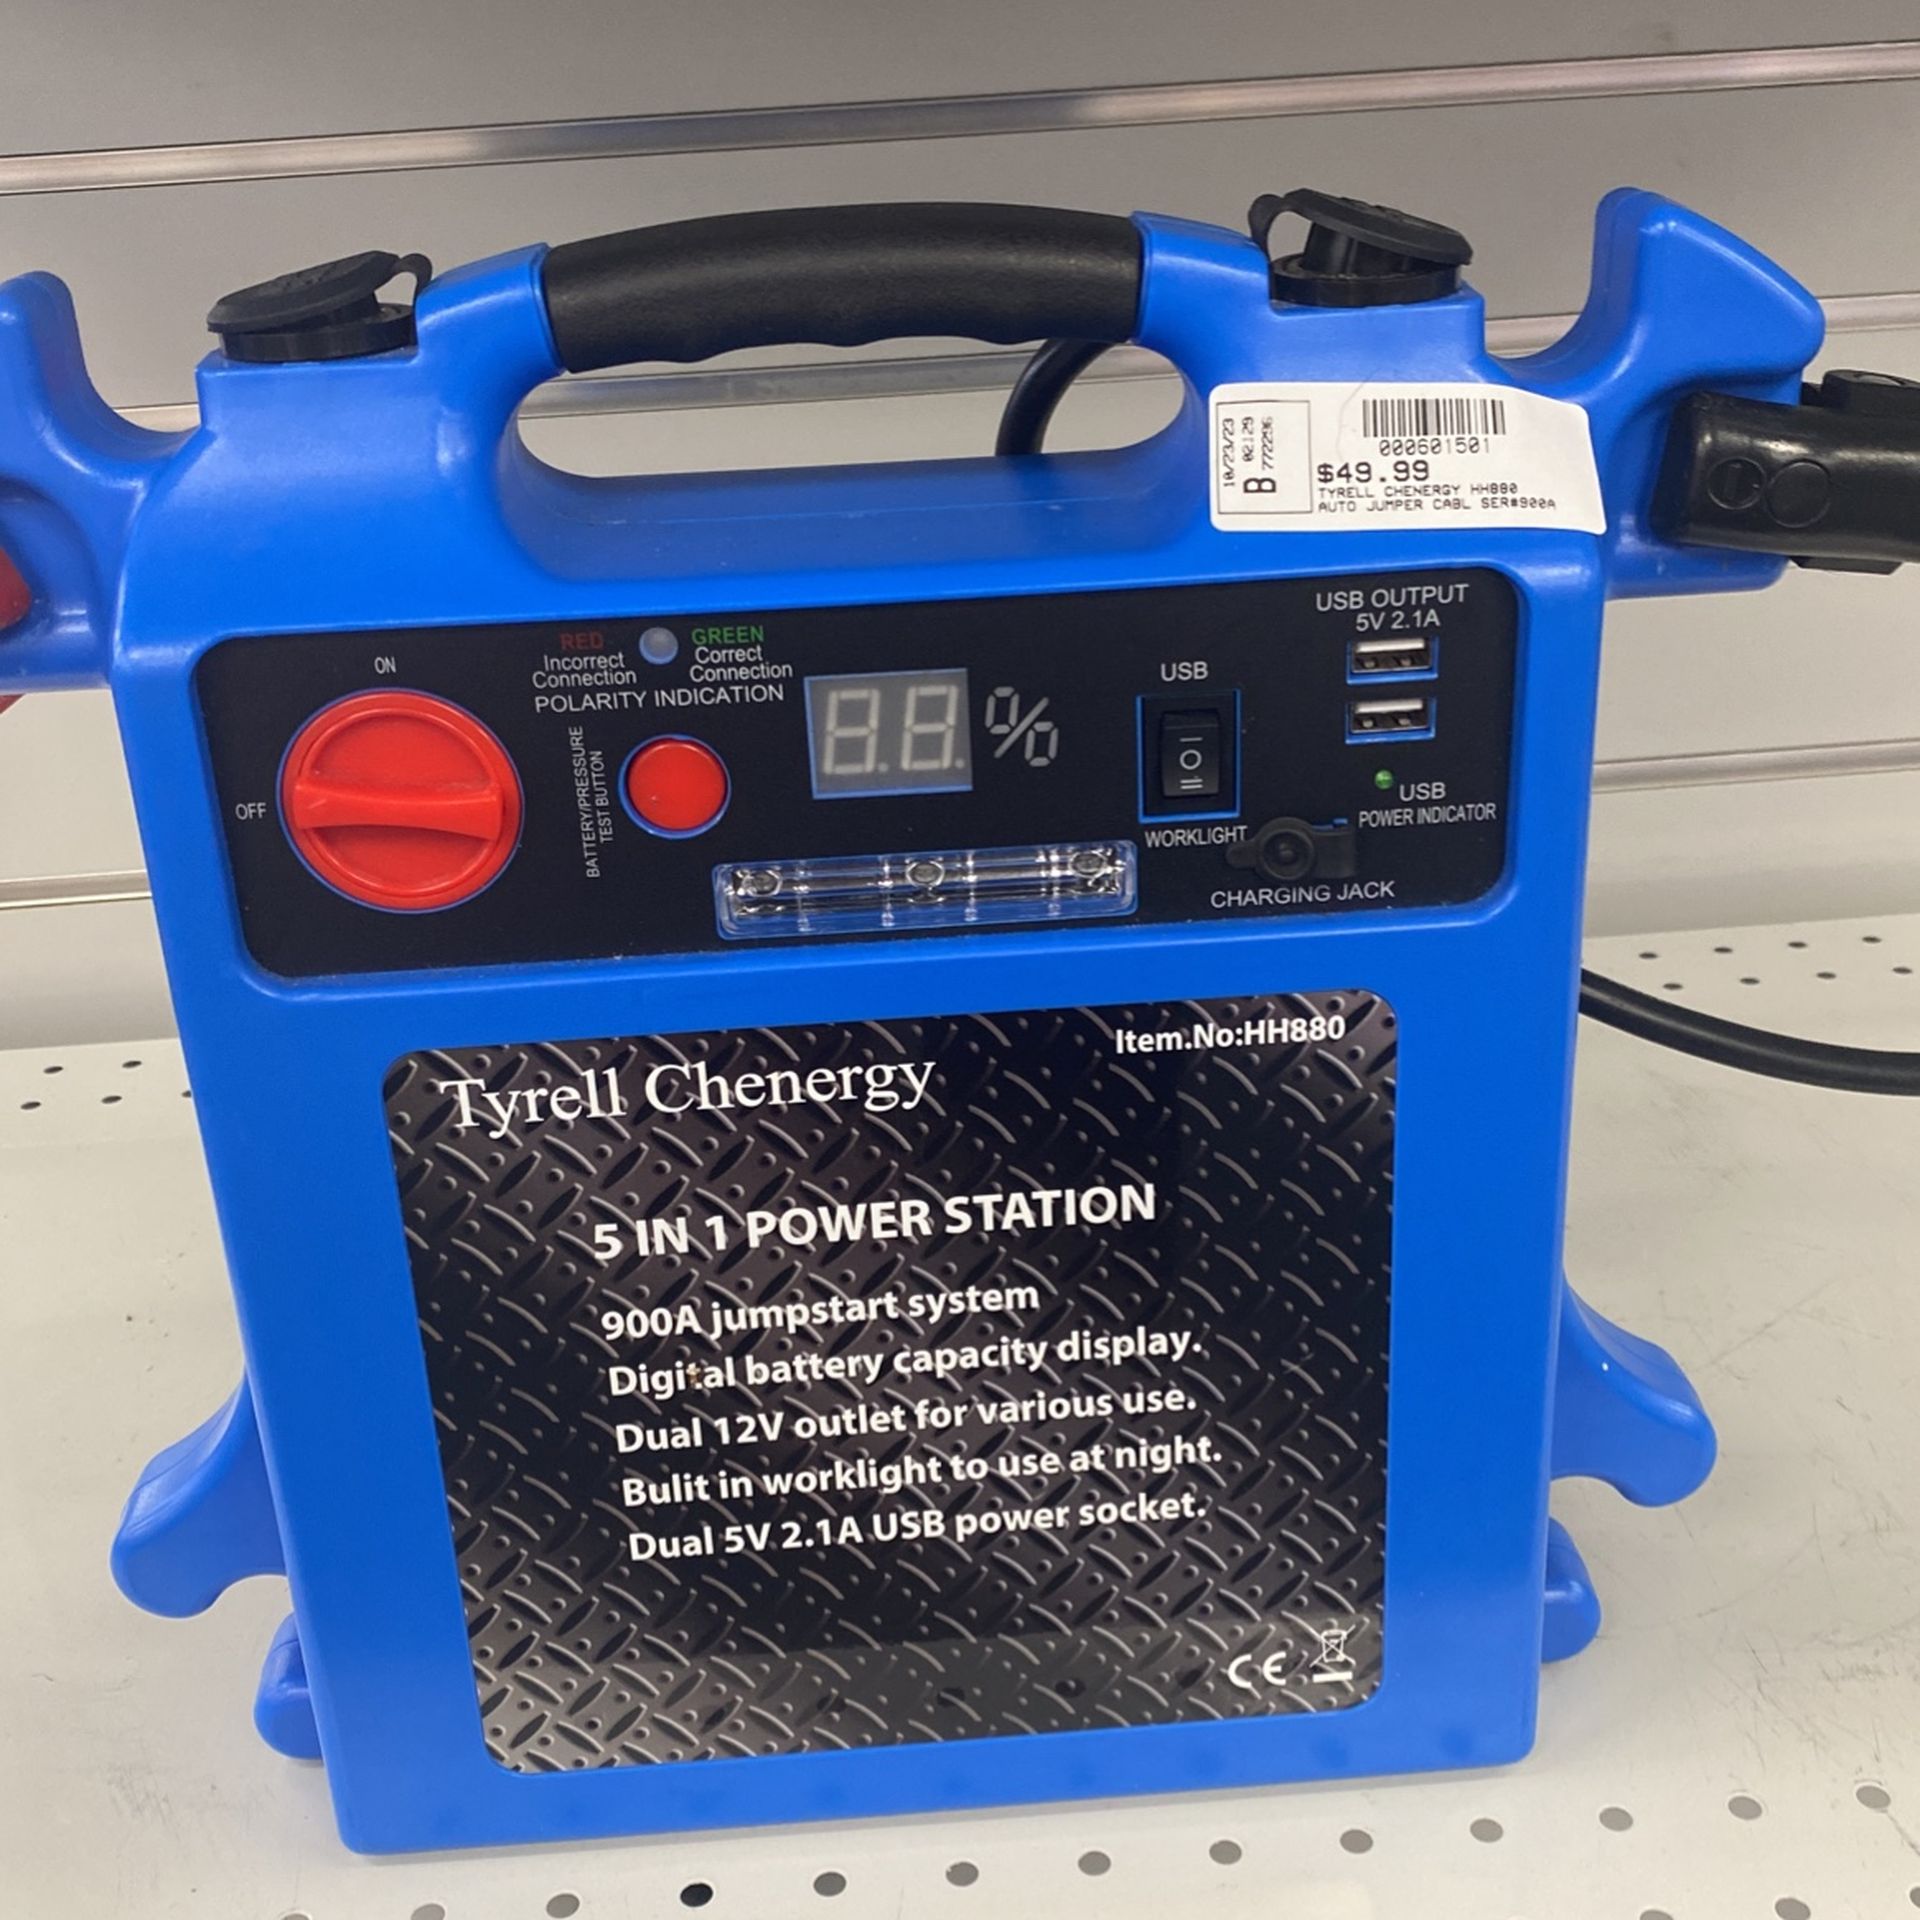 10/23/23
02129
B 772296
000601501
$49.99
TYRELL CHENERGY HH880
AUTO JUMPER CABL SER#900A
ON
OFF
RED
Incorrect
Connection
GREEN
Correct
Connection
POLARITY INDICATION
BATTERY/PRESSURE
TEST BUTTON
8.8.%
USB
WORKLIGHT
USB OUTPUT
5V 2.1A
USB
POWER INDICATOR
CHARGING JACK
Item.No:HH880
Tyrell Chenergy
5 IN 1 POWER STATION
900A jumpstart system
Digital battery capacity display.
Dual 12V outlet for various use.
Bulit in worklight to use at night.
Dual 5V 2.1A USB power socket.
CE